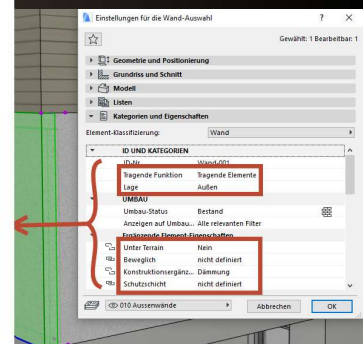 Einstellungen für die Wand-Auswahl ? ×
Gewählt: 1 Bearbeitbar: 1
Geometrie und Positionierung
Grundriss und Schnitt
Modell
Listen
Kategorien und Eigenschaften
Element-Klassifizierung: Wand
ID UND KATEGORIEN
ID-Nr. Wand-001
Tragende Funktion Tragende Elemente
Lage Außen
UMBAU
Umbau-Status Bestand
Anzeigen auf Umbau... Alle relevanten Filter
Ergänzende Element-Eigenschaften
Unter Terrain Nein
Beweglich nicht definiert
Konstruktionsergänz... Dämmung
Schutzschicht nicht definiert
010 Aussenwände Abbrechen OK